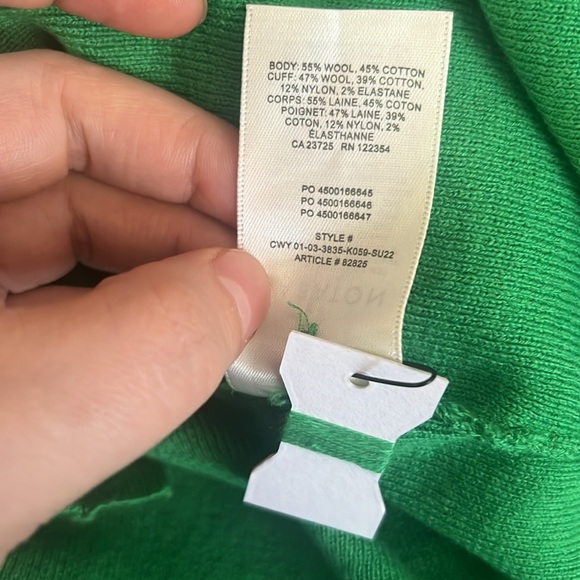 BODY: 55% WOOL, 45% COTTON
CUFF: 47% WOOL, 39% COTTON,
12% NYLON, 2% ELASTANE
CORPS: 55% LAINE, 45% COTON
POIGNET: 47% LAINE, 39%
COTON, 12% NYLON, 2%
ÉLASTHANNE
CA 23725 RN 122354
PO 4500166645
PO 4500166646
PO 4500166647
STYLE #
CWY 01-03-3835-K059-SU22
ARTICLE # 82825